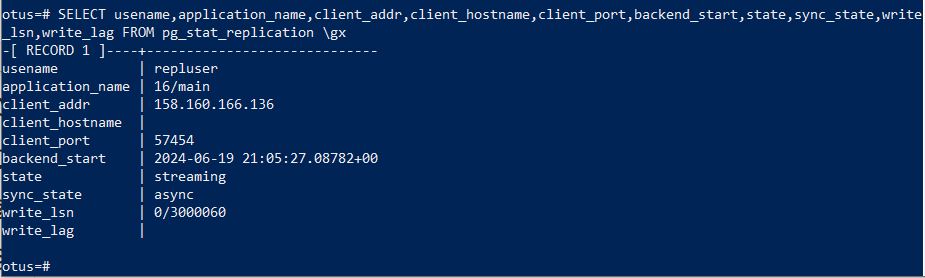 otus=# SELECT usename,application_name,client_addr,client_hostname,client_port,backend_start,state,sync_state,write
_lsn,write_lag FROM pg_stat_replication \gx
-[ RECORD 1 ]----+-----------------------------
usename          | repluser
application_name | 16/main
client_addr      | 158.160.166.136
client_hostname  |
client_port      | 57454
backend_start    | 2024-06-19 21:05:27.08782+00
state            | streaming
sync_state       | async
write_lsn        | 0/3000060
write_lag        |
otus=#